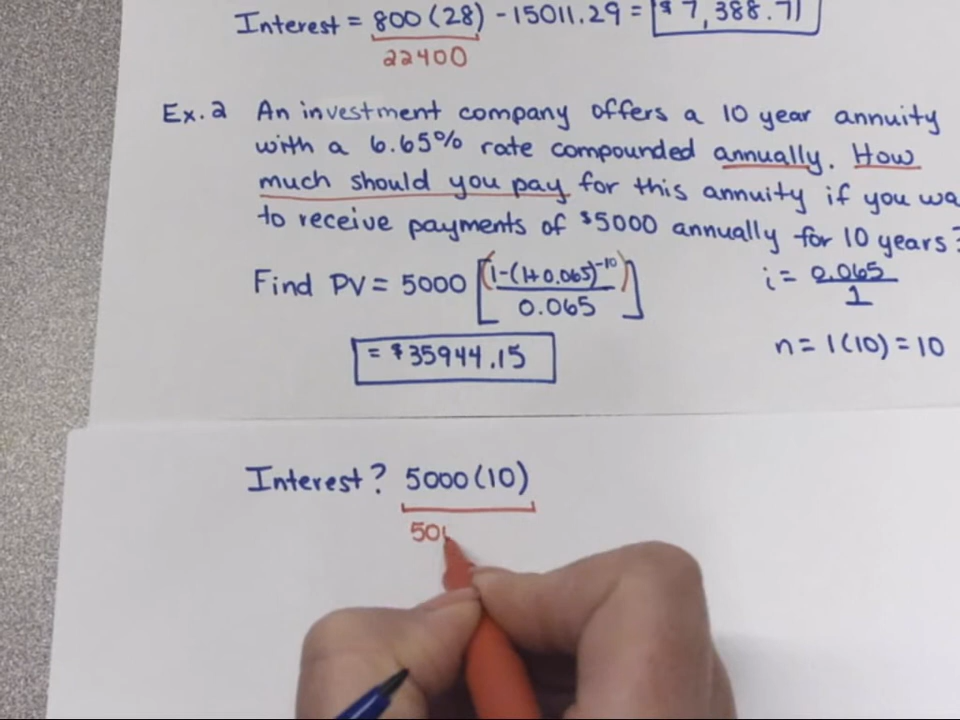 Interest = 800(28) - 15011.29 = $7,388.71
22400
Ex. 2 An investment company offers a 10 year annuity
with a 6.65% rate compounded annually. How
much should you pay for this annuity if you wa
to receive payments of $5000 annually for 10 years?
Find PV = 5000 [(1-(1+0.065)^-10)/0.065] i = 0.065/1
= $35944.15 n = 1(10) = 10
Interest? 5000(10)
50